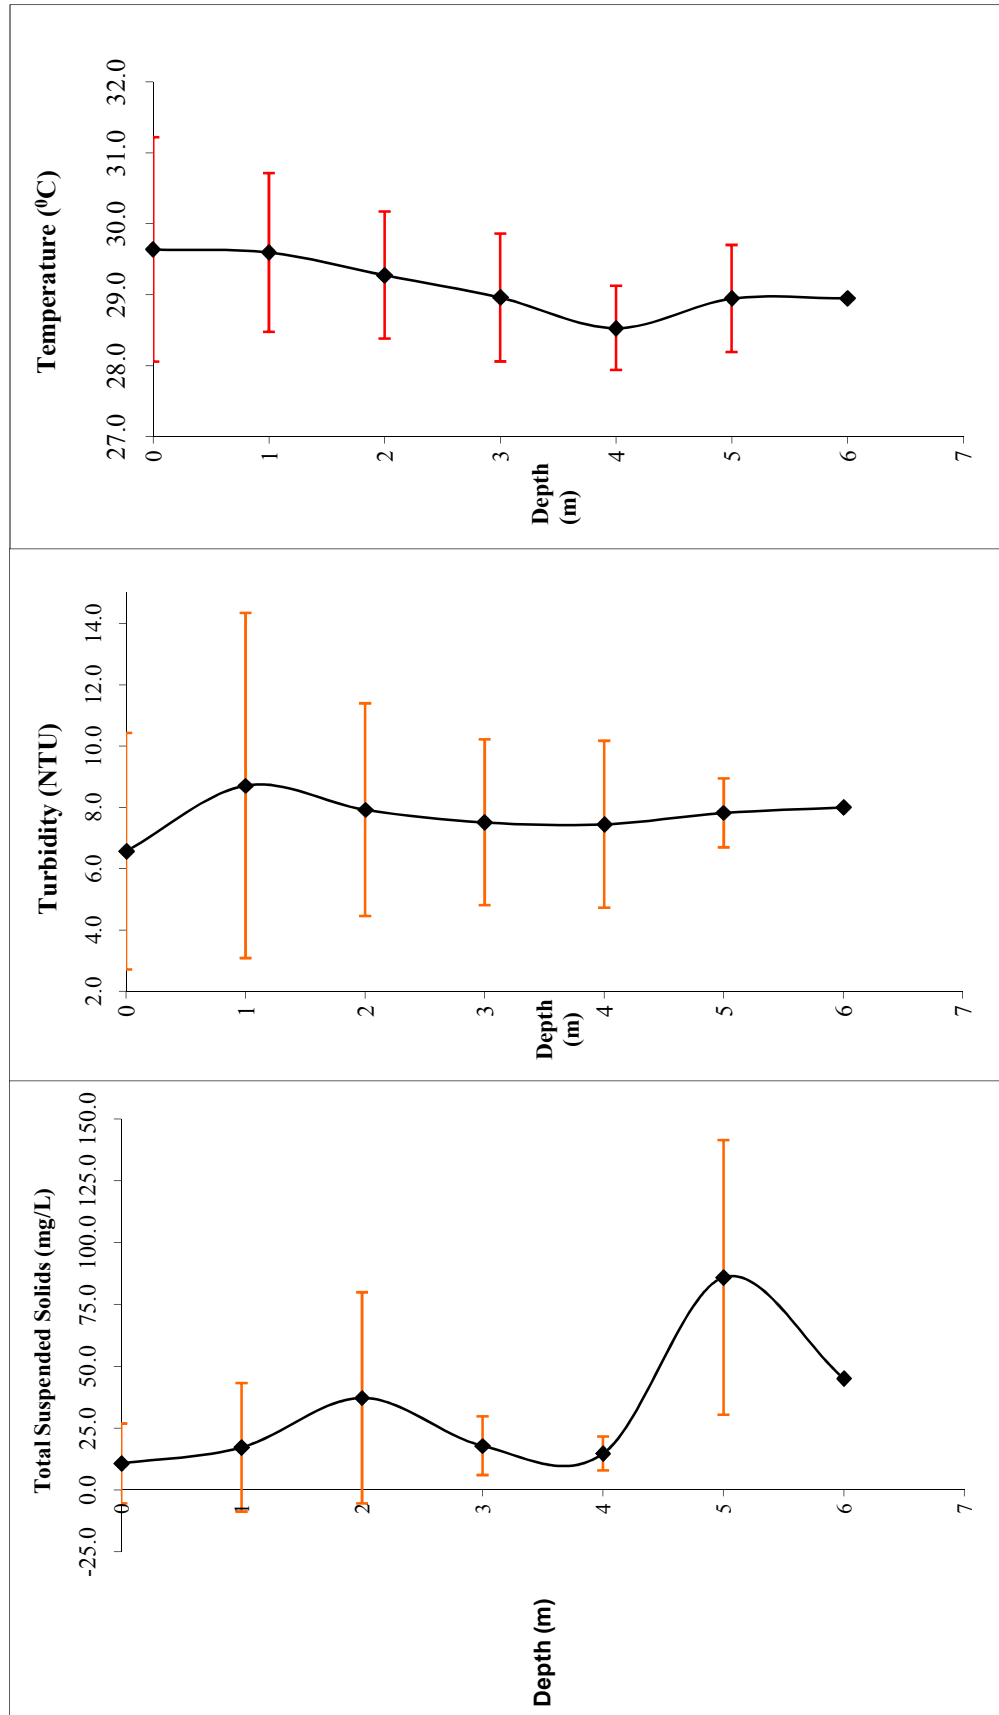 Total Suspended Solids (mg/L)
-25.0 0.0 25.0 50.0 75.0 100.0 125.0 150.0
0
1
2
3
4
5
6
7
Depth (m)
Turbidity (NTU)
2.0 4.0 6.0 8.0 10.0 12.0 14.0
0
1
2
3
4
5
6
7
Depth
(m)
Temperature (⁰C)
27.0 28.0 29.0 30.0 31.0 32.0
0
1
2
3
4
5
6
7
Depth
(m)